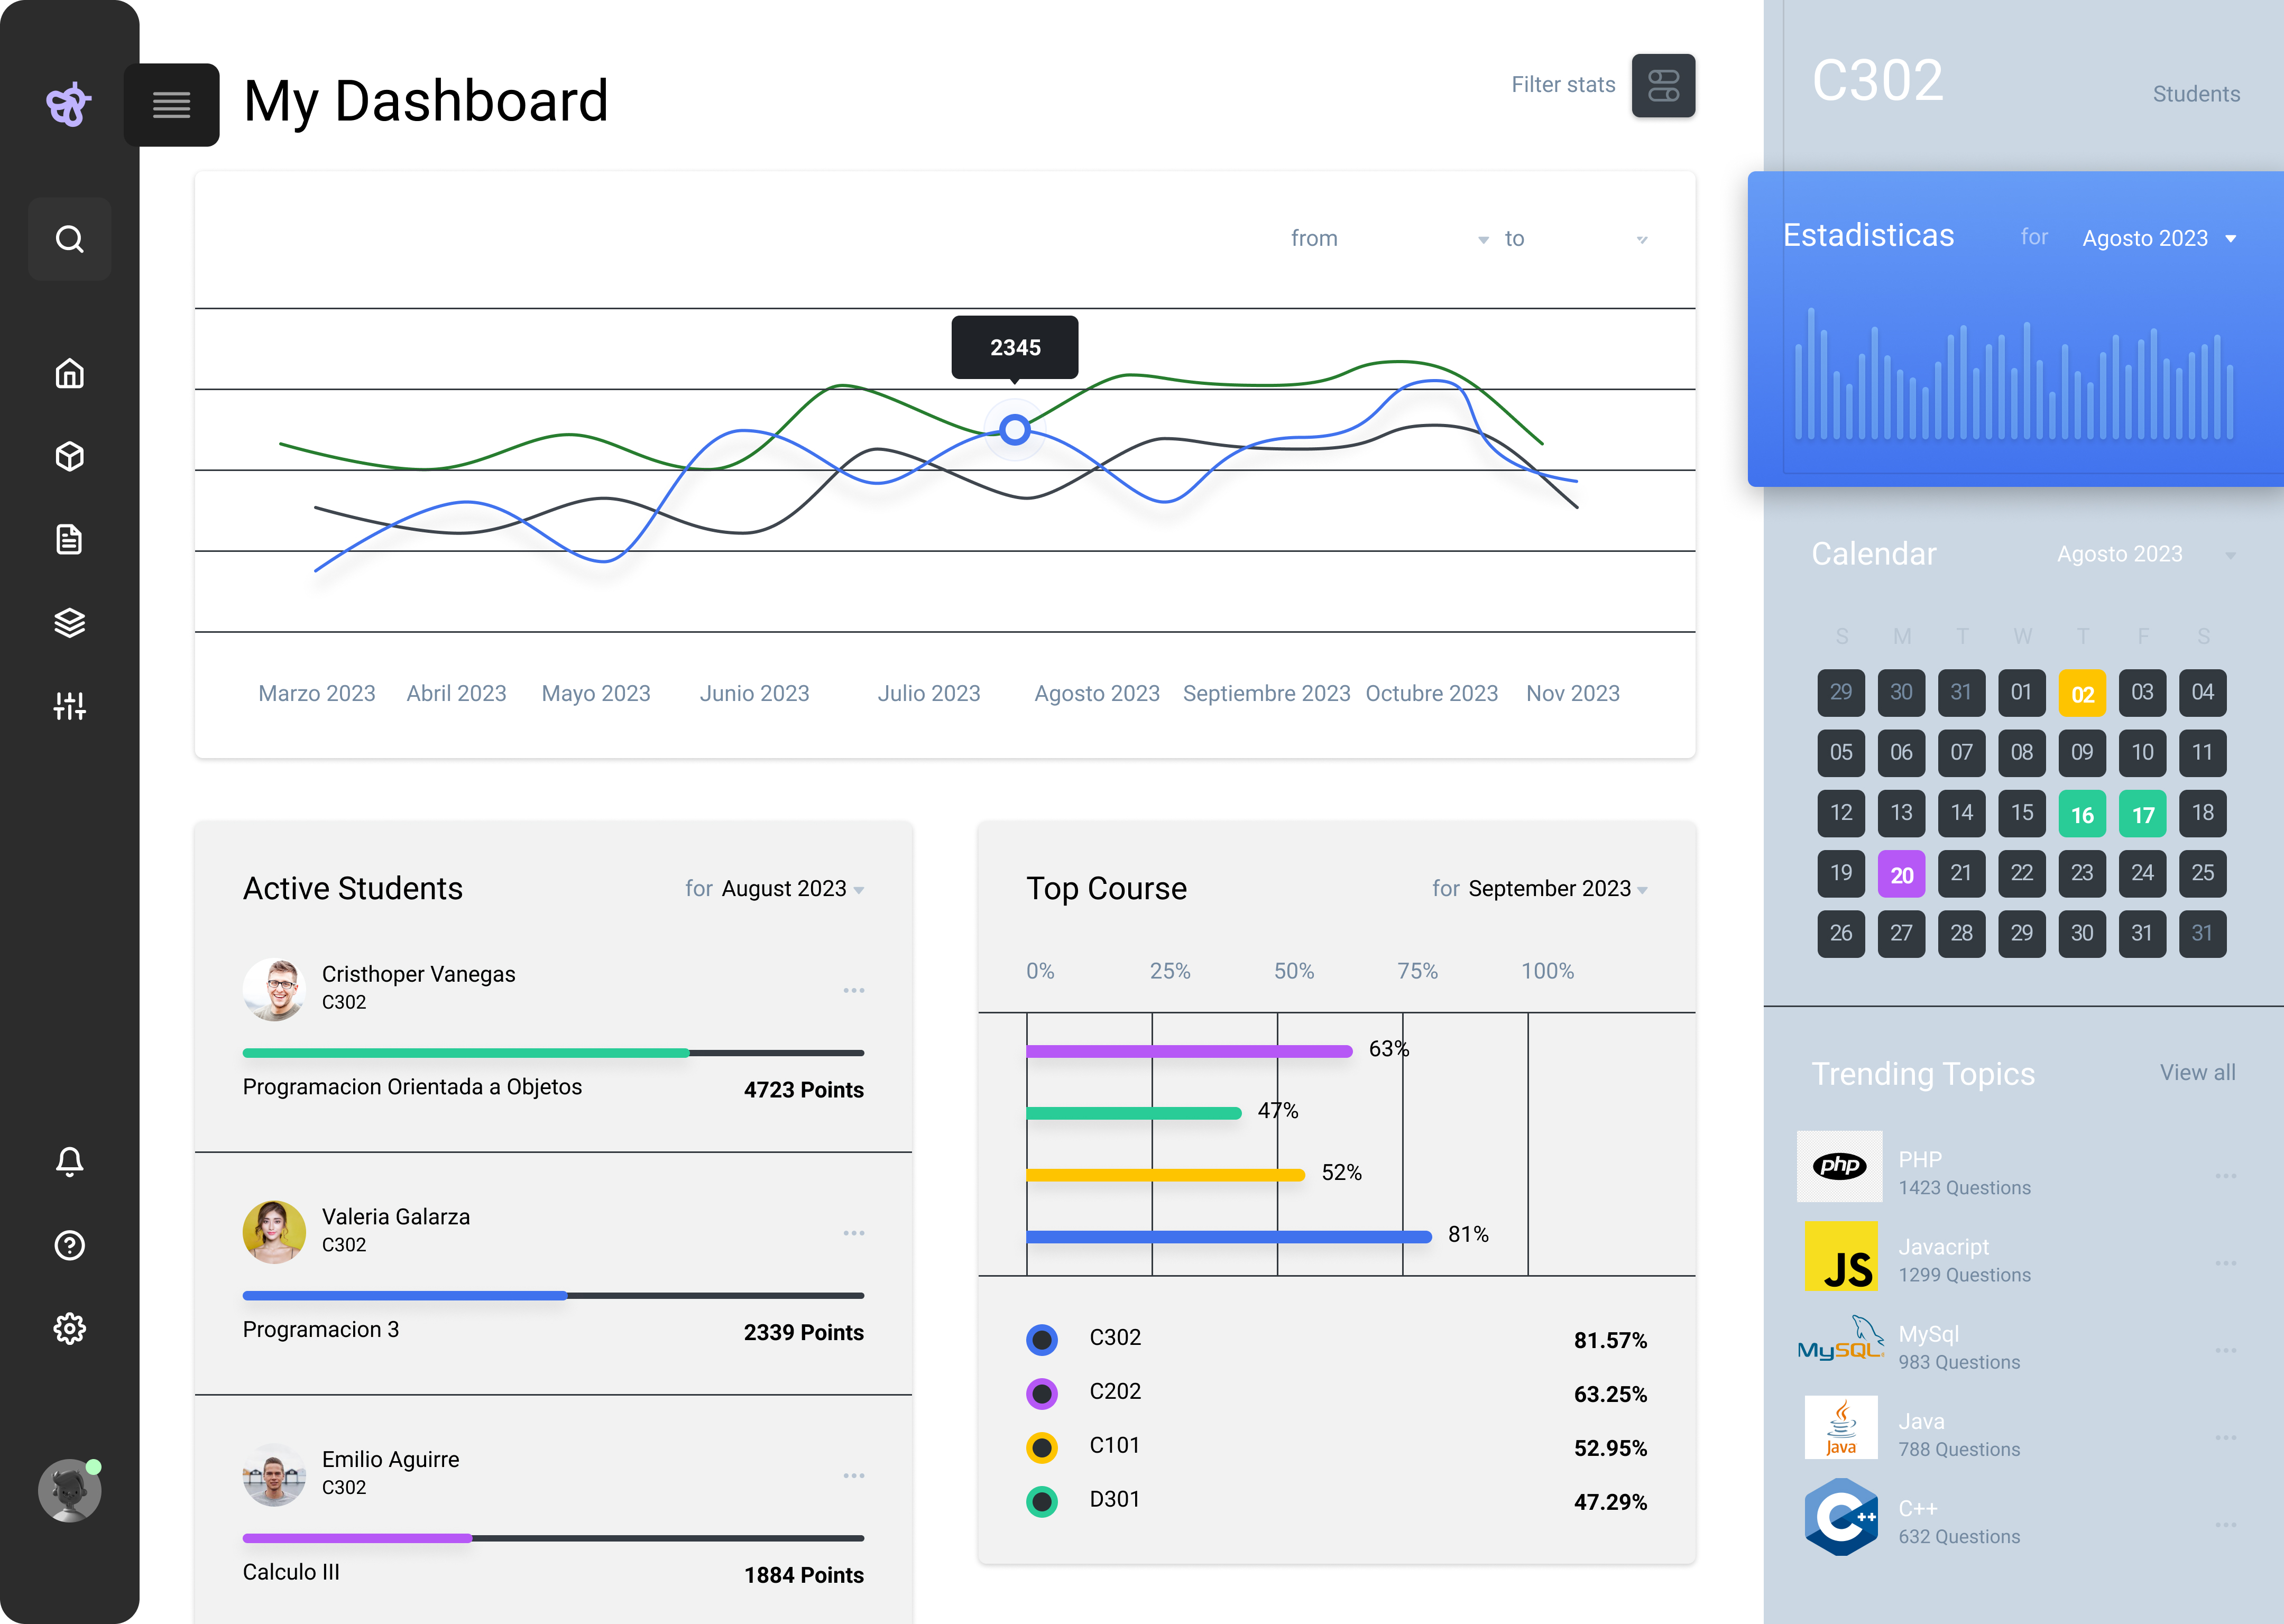 My Dashboard
Filter stats
from
to
2345
Marzo 2023 Abril 2023 Mayo 2023 Junio 2023 Julio 2023 Agosto 2023 Septiembre 2023 Octubre 2023 Nov 2023
Active Students
for August 2023
Cristhoper Vanegas
C302
Programacion Orientada a Objetos
4723 Points
Valeria Galarza
C302
Programacion 3
2339 Points
Emilio Aguirre
C302
Calculo III
1884 Points
Top Course
for September 2023
0% 25% 50% 75% 100%
63%
47%
52%
81%
C302 81.57%
C202 63.25%
C101 52.95%
D301 47.29%
C302
Students
Estadisticas
for Agosto 2023
Calendar
Agosto 2023
S M T W T F S
29 30 31 01 02 03 04
05 06 07 08 09 10 11
12 13 14 15 16 17 18
19 20 21 22 23 24 25
26 27 28 29 30 31 31
Trending Topics
View all
php
PHP
1423 Questions
JS
Javacript
1299 Questions
MySQL
MySql
983 Questions
Java
Java
788 Questions
C++
C++
632 Questions